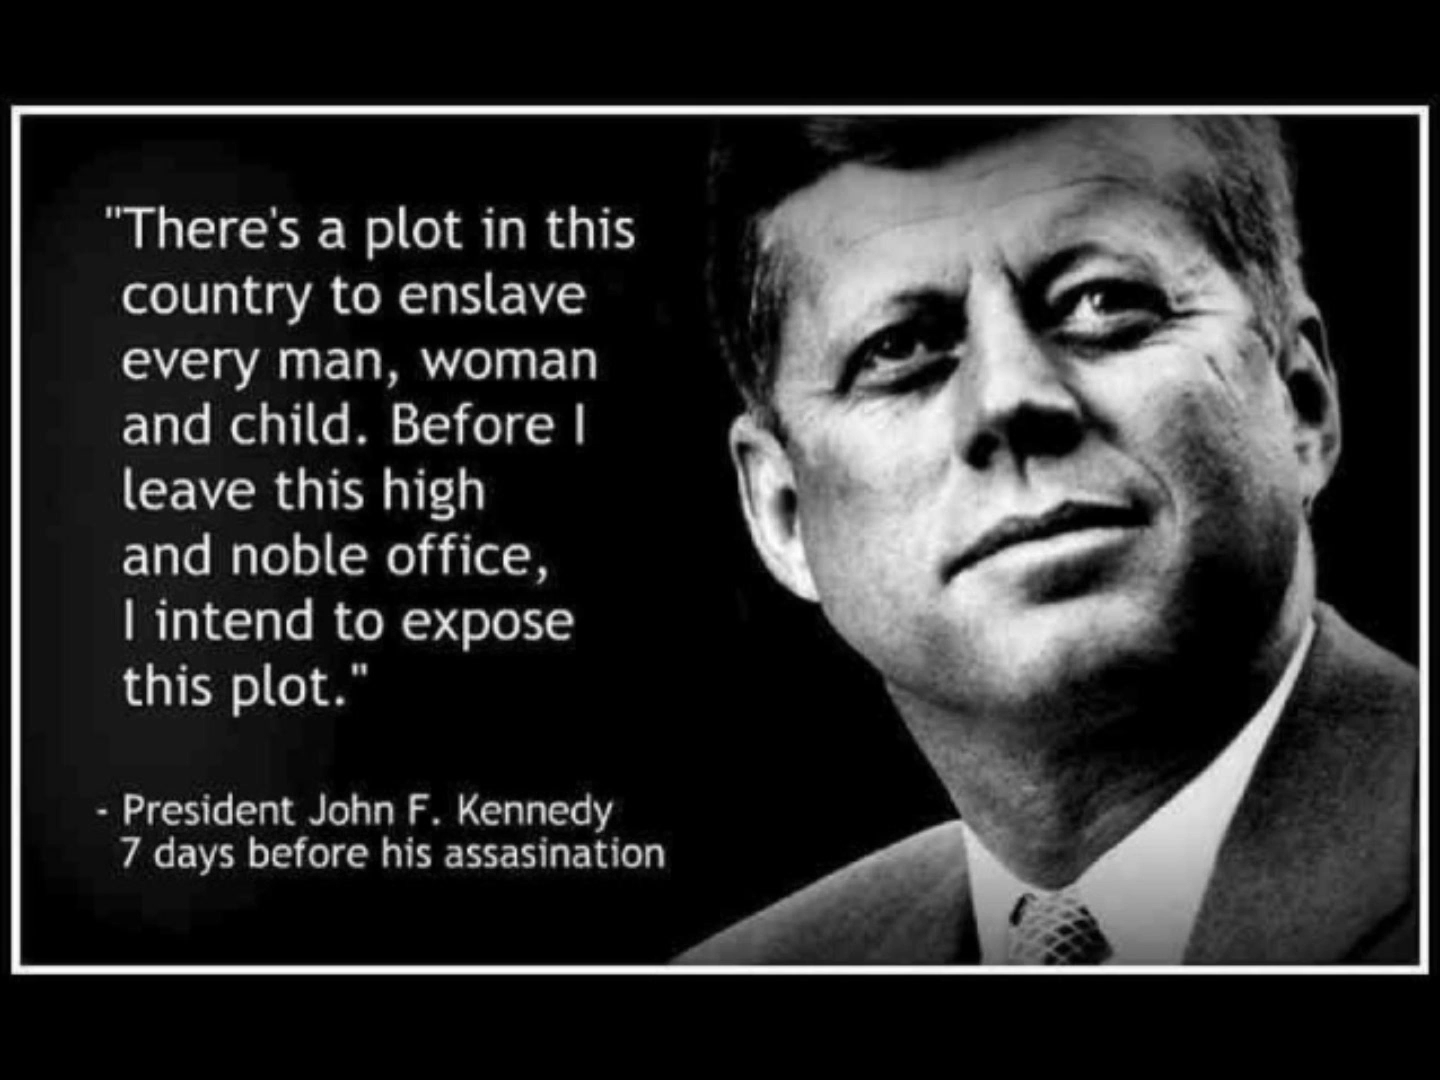 "There's a plot in this
country to enslave
every man, woman
and child. Before I
leave this high
and noble office,
I intend to expose
this plot."
- President John F. Kennedy
7 days before his assasination